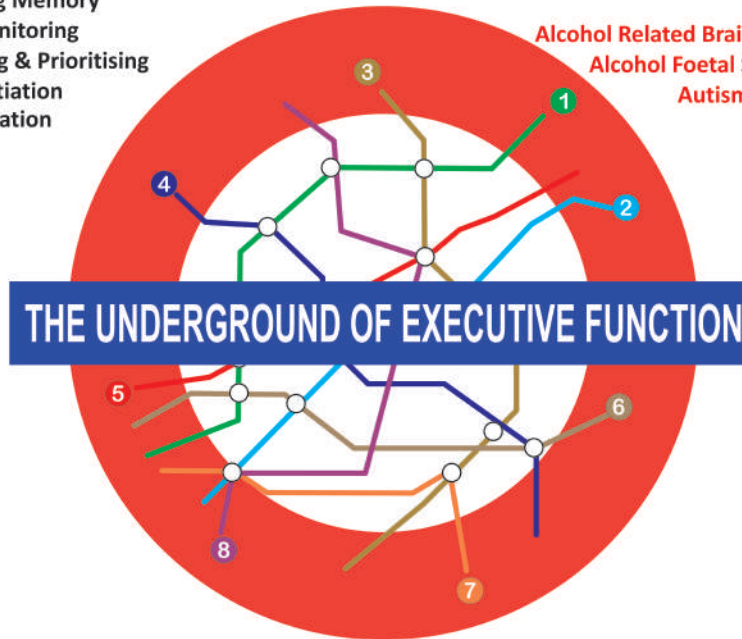 Memory
& Prioritising
Alcohol Related
Alcohol Foetal
Autism
3
1
4
2
THE UNDERGROUND OF EXECUTIVE FUNCTION
5
6
8
7